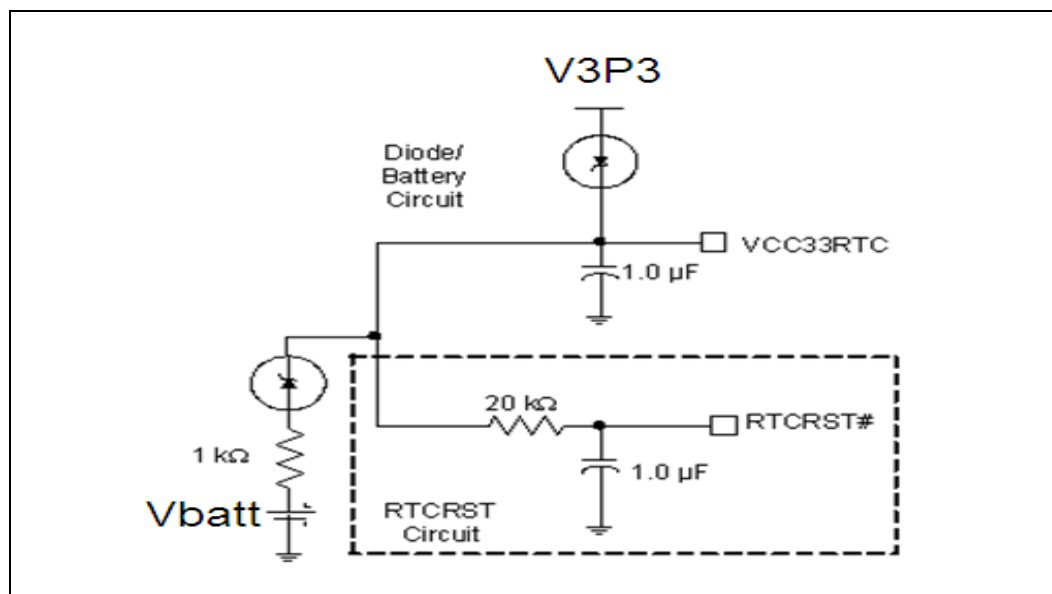 V3P3
Diode/
Battery
Circuit
VCC33RTC
1.0 µF
20 kΩ
RTCRST#
1 kΩ
1.0 µF
Vbatt
RTCRST
Circuit